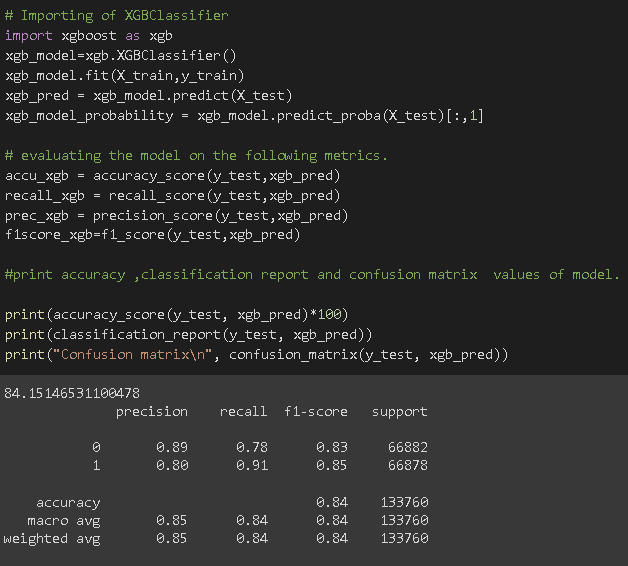 # Importing of XGBClassifier
import xgboost as xgb
xgb_model=xgb.XGBClassifier()
xgb_model.fit(X_train,y_train)
xgb_pred = xgb_model.predict(X_test)
xgb_model_probability = xgb_model.predict_proba(X_test)[:,1]
# evaluating the model on the following metrics.
accu_xgb = accuracy_score(y_test,xgb_pred)
recall_xgb = recall_score(y_test,xgb_pred)
prec_xgb = precision_score(y_test,xgb_pred)
f1score_xgb=f1_score(y_test,xgb_pred)
#print accuracy ,classification report and confusion matrix  values of model.
print(accuracy_score(y_test, xgb_pred)*100)
print(classification_report(y_test, xgb_pred))
print("Confusion matrix\n", confusion_matrix(y_test, xgb_pred))
84.15146531100478
precision    recall  f1-score   support
0       0.89      0.78      0.83     66882
1       0.80      0.91      0.85     66878
accuracy                           0.84    133760
macro avg       0.85      0.84      0.84    133760
weighted avg       0.85      0.84      0.84    133760